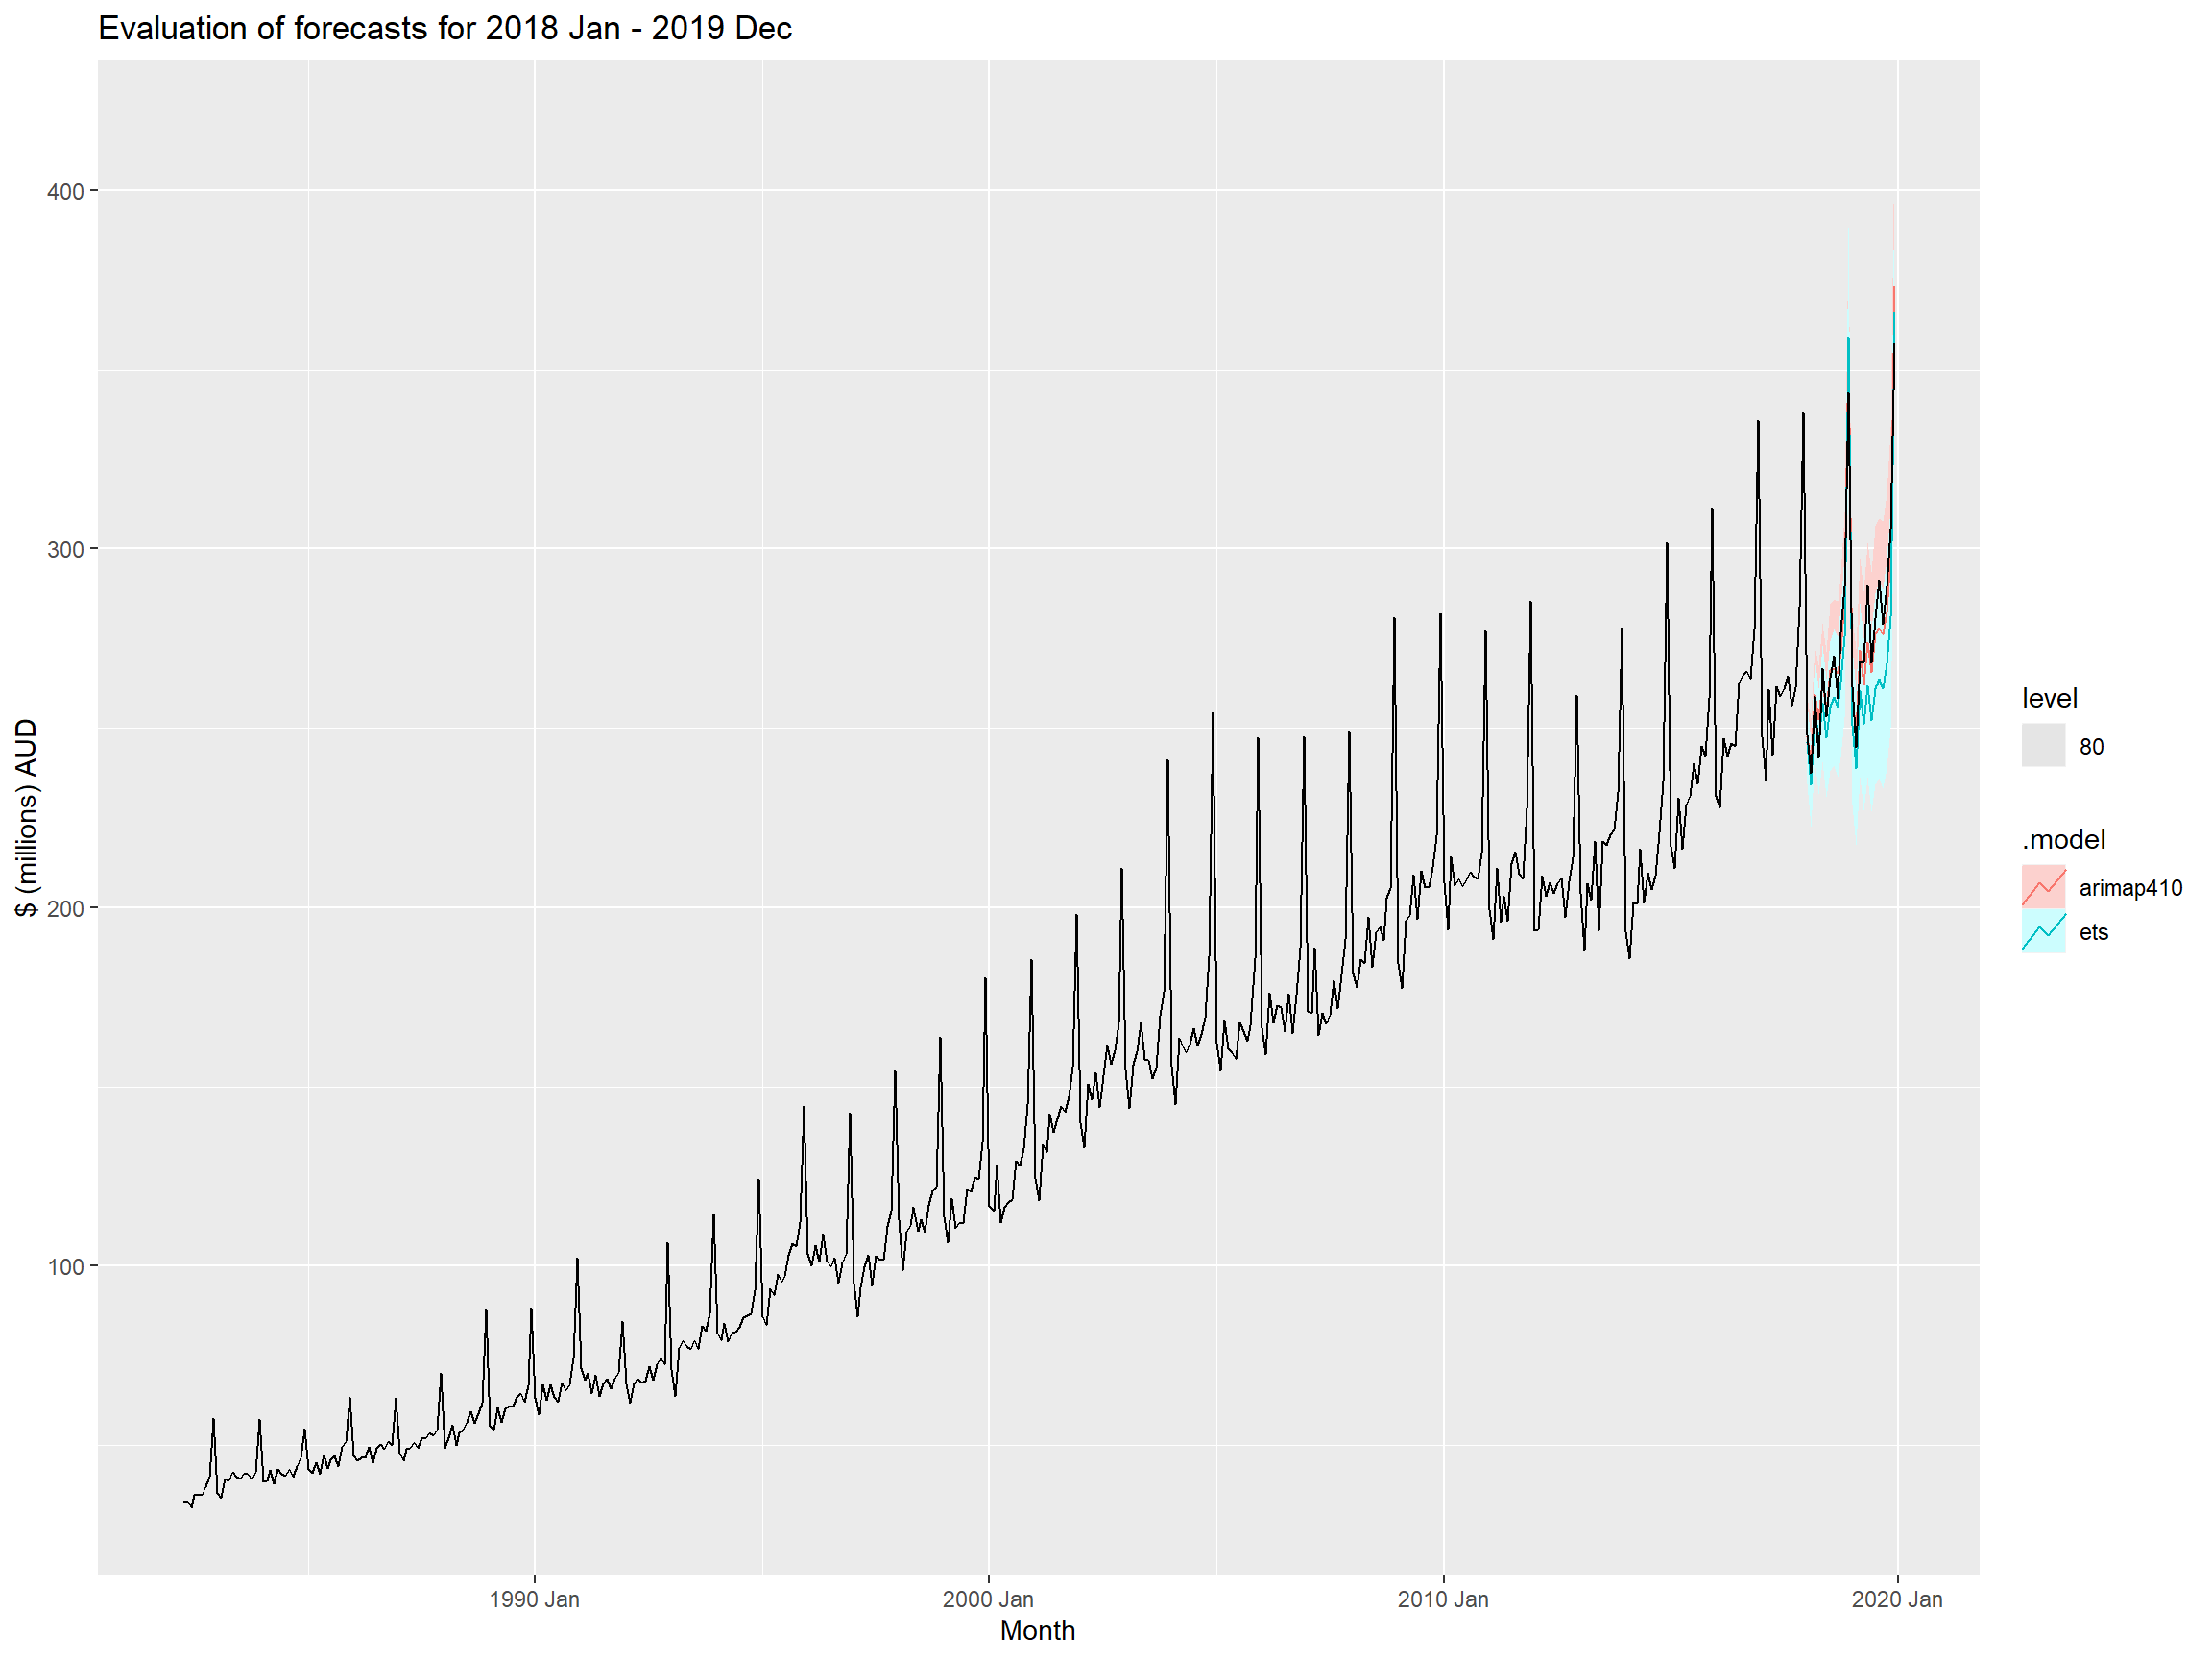 Evaluation of forecasts for 2018 Jan - 2019 Dec
$ (millions) AUD
400
300
200
100
1990 Jan
2000 Jan
2010 Jan
2020 Jan
Month
level
80
.model
arimap410
ets